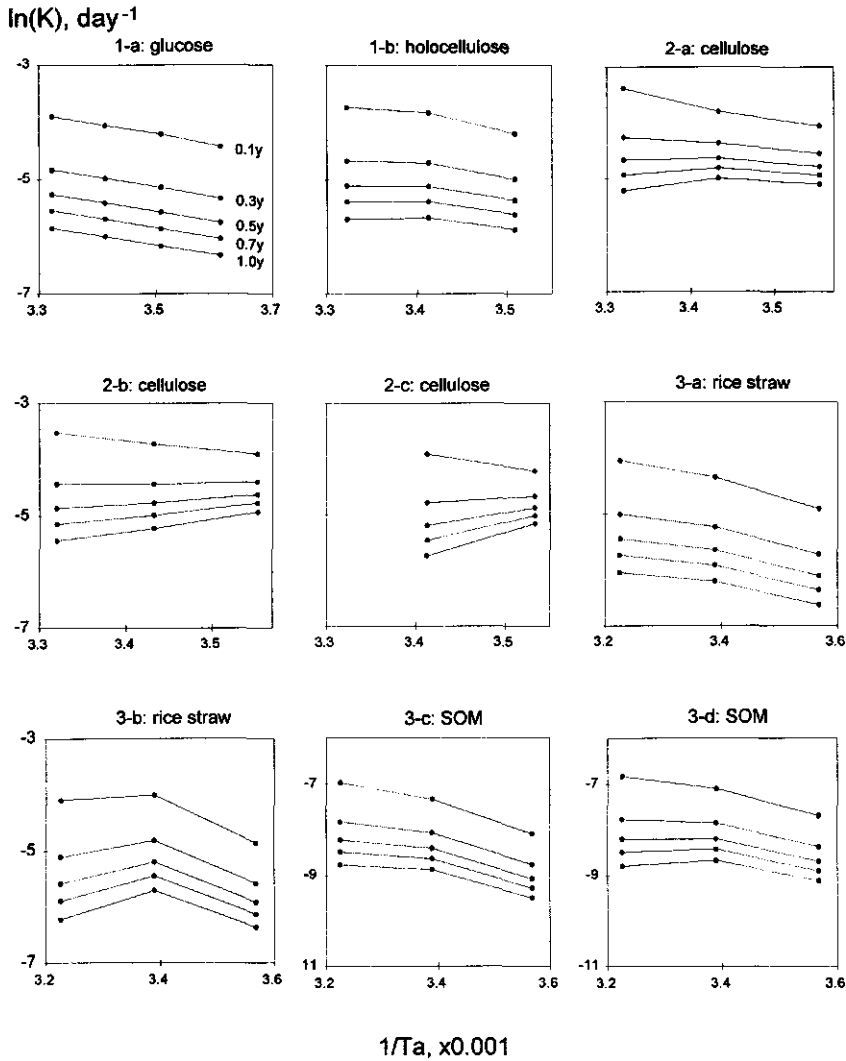 ln(K), day-1
1-a: glucose 1-b: holocellulose 2-a: cellulose
-3
-5
-7
0.1y
0.3y
0.5y
0.7y
1.0y
3.3 3.5 3.7 3.3 3.4 3.5 3.3 3.4 3.5
2-b: cellulose 2-c: cellulose 3-a: rice straw
-3
-5
-7
3.3 3.4 3.5 3.3 3.4 3.5 3.2 3.4 3.6
3-b: rice straw 3-c: SOM 3-d: SOM
-3 -7 -7
-5 -9 -9
-7 11 -11
3.2 3.4 3.6 3.2 3.4 3.6 3.2 3.4 3.6
1/Ta, x0.001